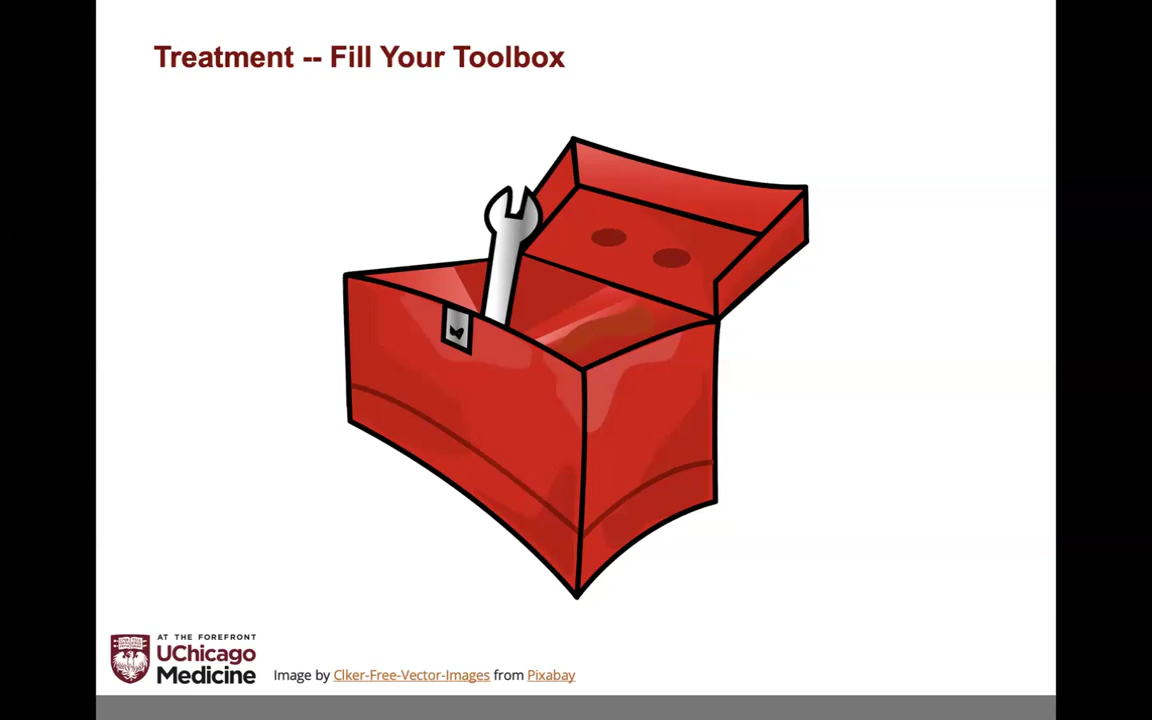 Treatment -- Fill Your Toolbox
AT THE FOREFRONT
UChicago
Medicine
Image by Clker-Free-Vector-Images from Pixabay